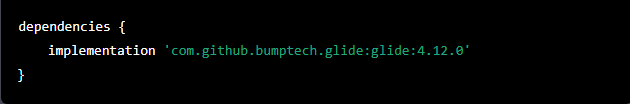 dependencies {
    implementation 'com.github.bumptech.glide:glide:4.12.0'
}